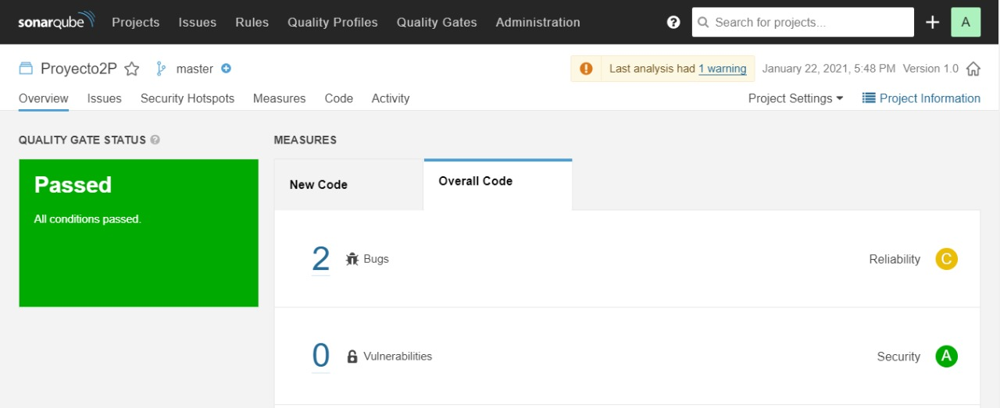 sonarqube Projects Issues Rules Quality Profiles Quality Gates Administration ? Search for projects... A
Proyecto2P master Last analysis had 1 warning January 22, 2021, 5:48 PM Version 1.0
Overview Issues Security Hotspots Measures Code Activity Project Settings Project Information
QUALITY GATE STATUS ? MEASURES
Passed
All conditions passed.
New Code Overall Code
2 Bugs Reliability C
0 Vulnerabilities Security A